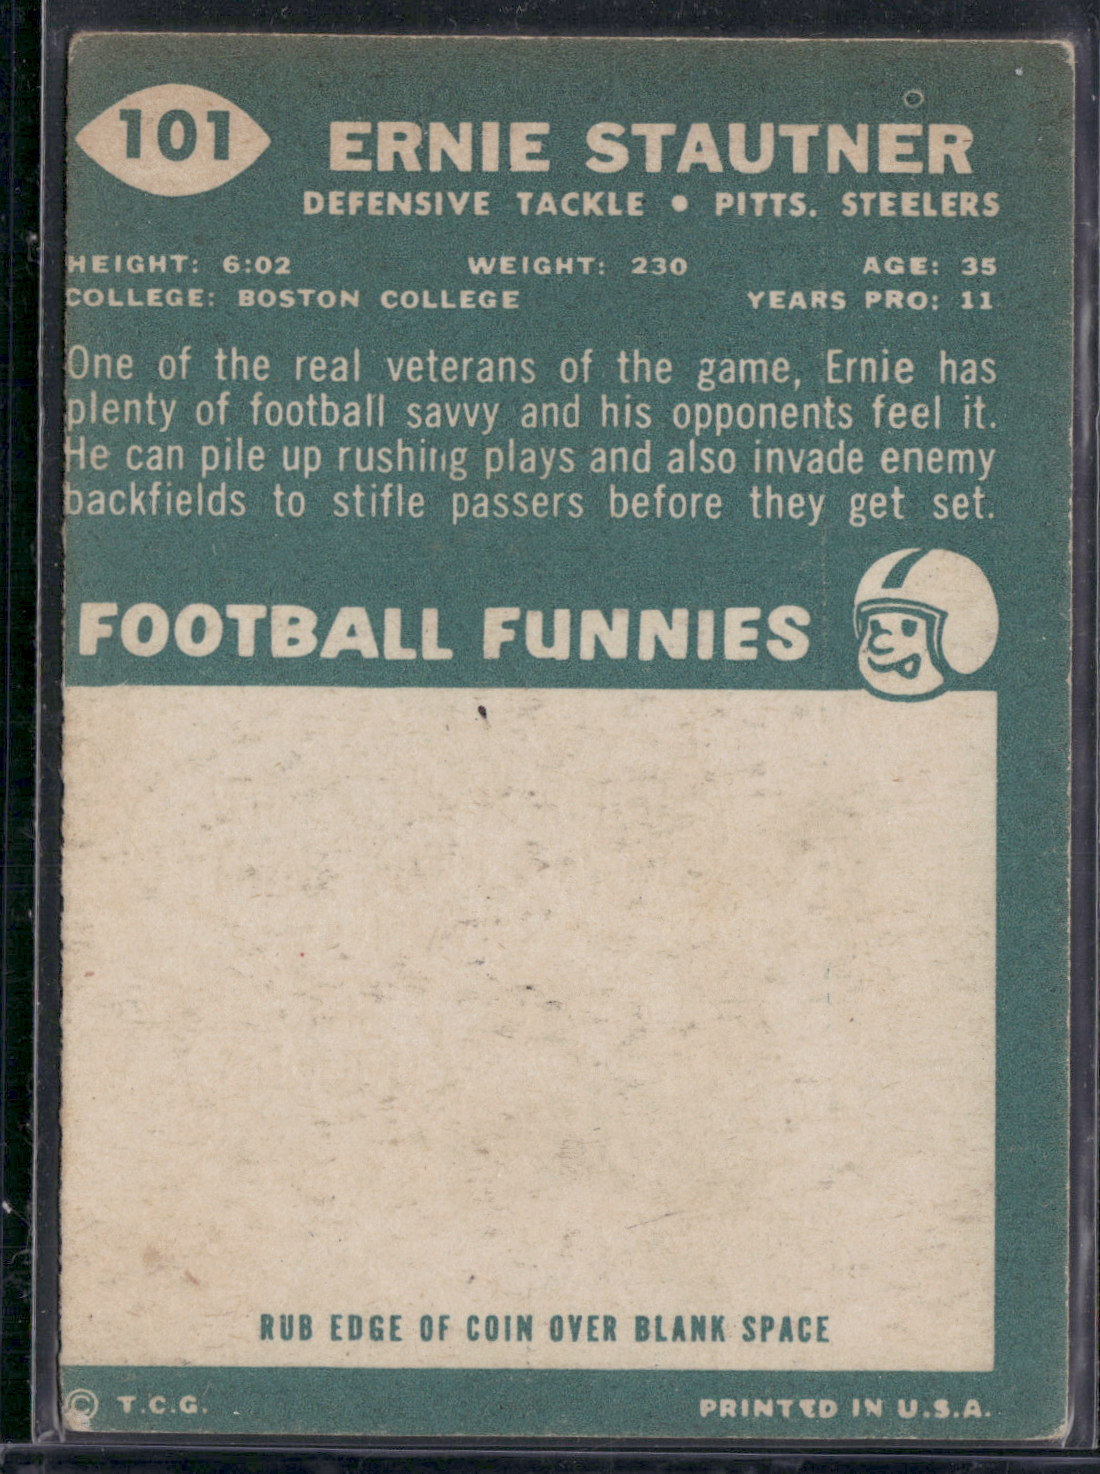 101
ERNIE STAUTNER
DEFENSIVE TACKLE • PITTS. STEELERS
HEIGHT: 6:02 WEIGHT: 230 AGE: 35
COLLEGE: BOSTON COLLEGE YEARS PRO: 11
One of the real veterans of the game, Ernie has
plenty of football savvy and his opponents feel it.
He can pile up rushing plays and also invade enemy
backfields to stifle passers before they get set.
FOOTBALL FUNNIES
RUB EDGE OF COIN OVER BLANK SPACE
© T.C.G. PRINTED IN U.S.A.